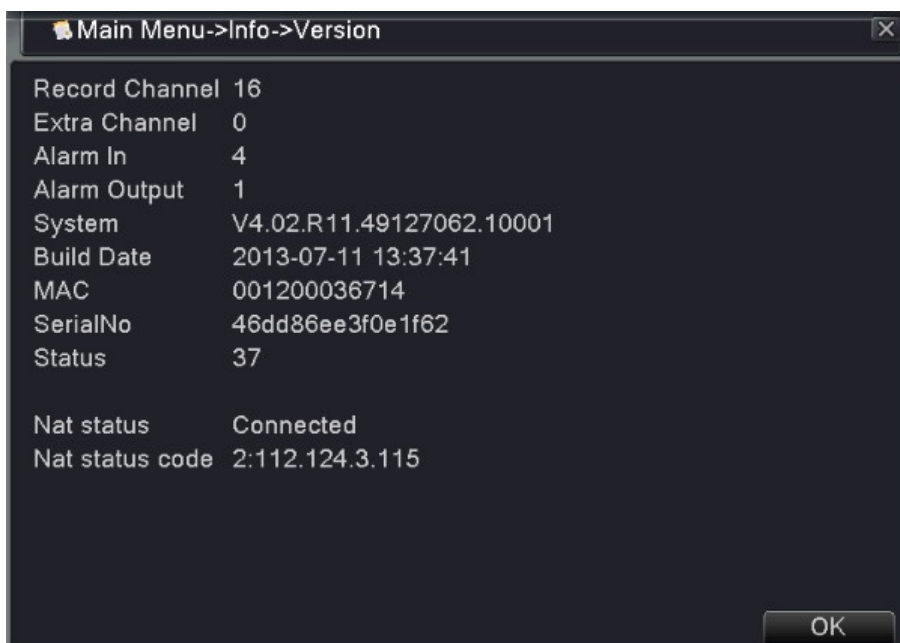 Main Menu->Info->Version
Record Channel 16
Extra Channel 0
Alarm In 4
Alarm Output 1
System V4.02.R11.49127062.10001
Build Date 2013-07-11 13:37:41
MAC 001200036714
SerialNo 46dd86ee3f0e1f62
Status 37
Nat status Connected
Nat status code 2:112.124.3.115
OK